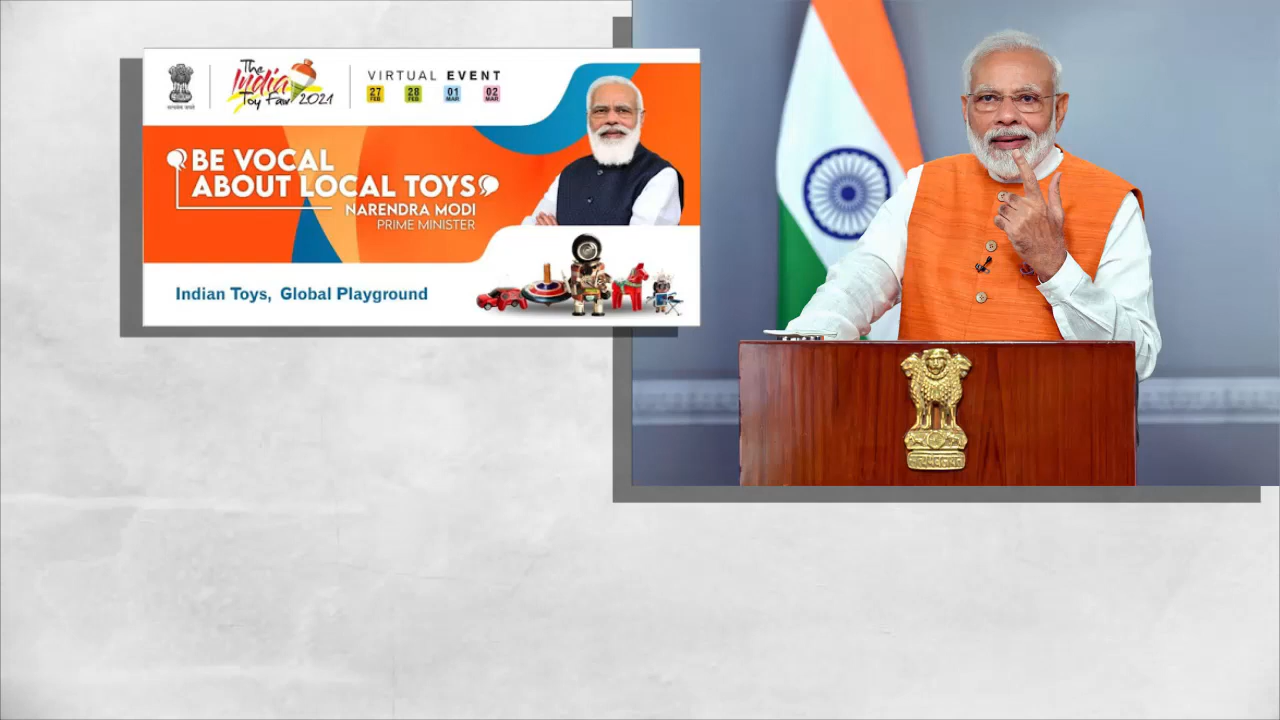 The
India
Toy Fair 2021
VIRTUAL EVENT
27 FEB
28 FEB
01 MAR
02 MAR
BE VOCAL
ABOUT LOCAL TOYS
NARENDRA MODI
PRIME MINISTER
Indian Toys, Global Playground